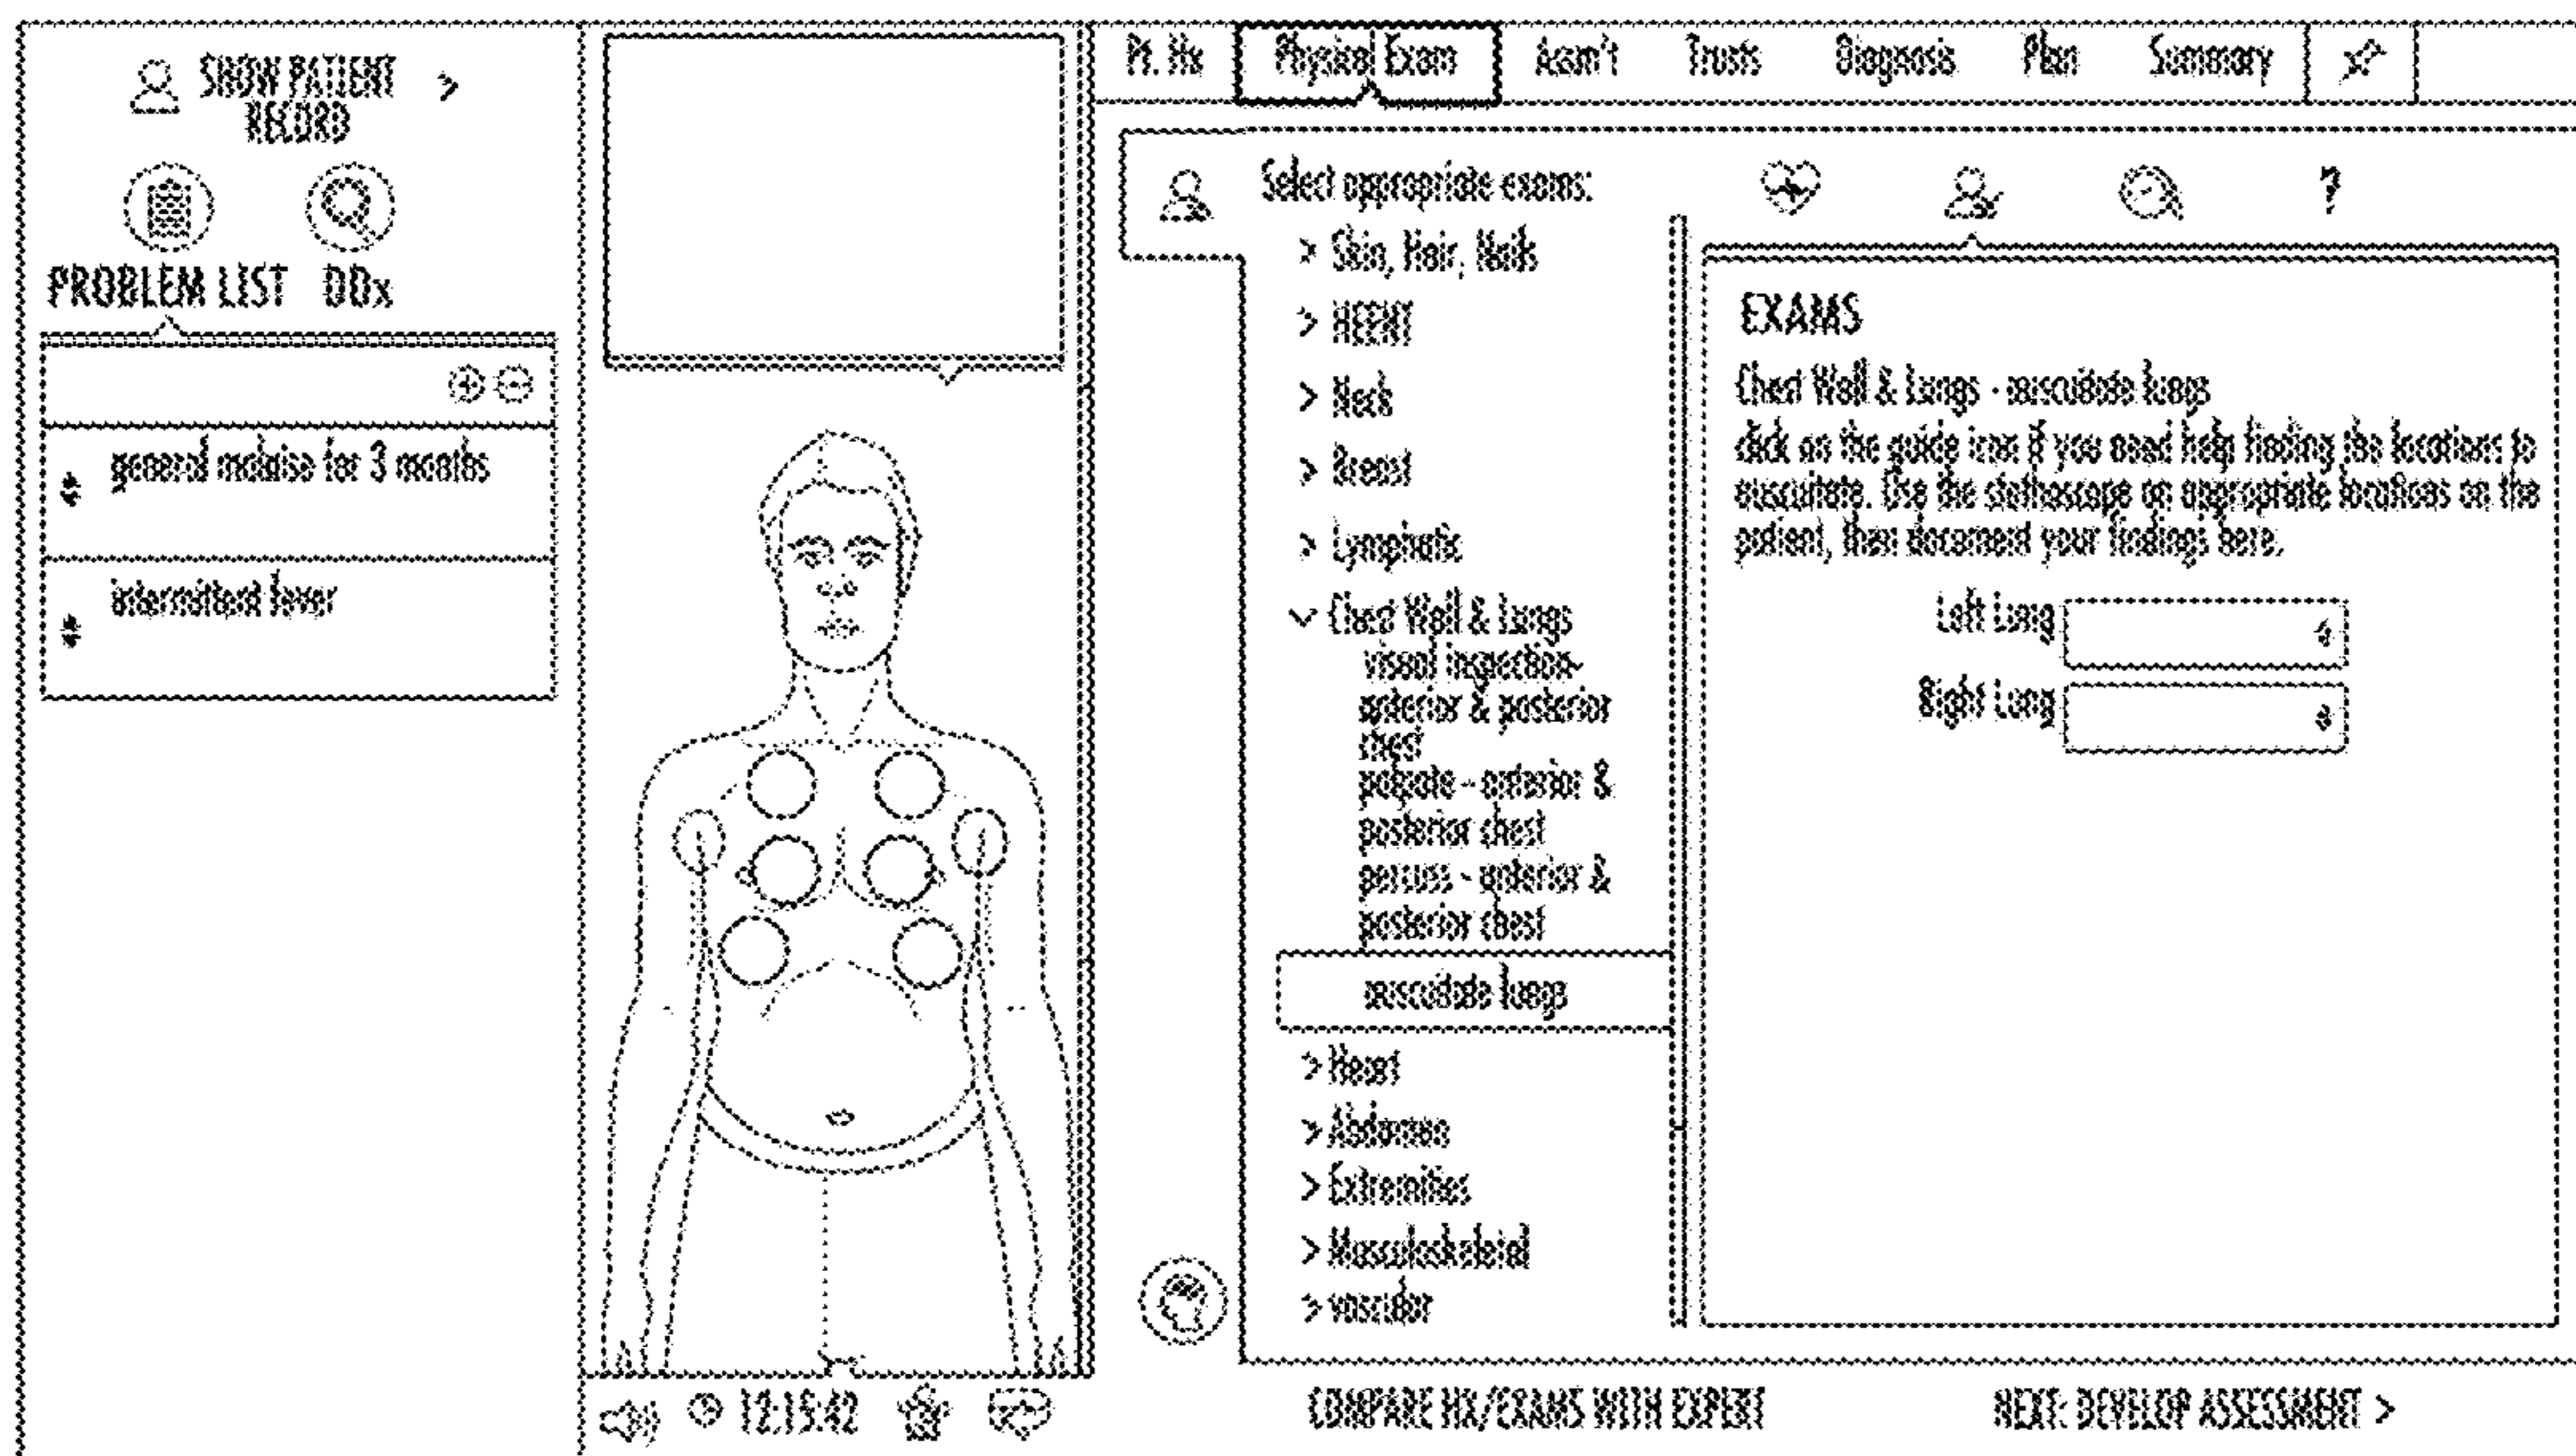 SHOW PATIENT
RECORD
PROBLEM LIST DDx
general malaise for 3 months
intermittent fever
12:15:42
Pt. Hx Physical Exam Assm't Diagnosis Plan Summary
Select appropriate exams:
> Skin, Hair, Nails
> HEENT
> Neck
> Breast
> Lymphatic
Chest Wall & Lungs
visual inspection-
anterior & posterior
chest
palpate - anterior &
posterior chest
percuss - anterior &
posterior chest
auscultate lungs
> Heart
> Abdomen
> Extremities
> Musculoskeletal
> vascular
?
EXAMS
Chest Wall & Lungs - auscultate lungs
click on the guide icon if you need help finding the locations to
auscultate. Use the stethoscope on appropriate locations on the
patient, then document your findings here.
Left Lung
Right Lung
COMPARE HX/EXAMS WITH EXPERT
NEXT: DEVELOP ASSESSMENT >